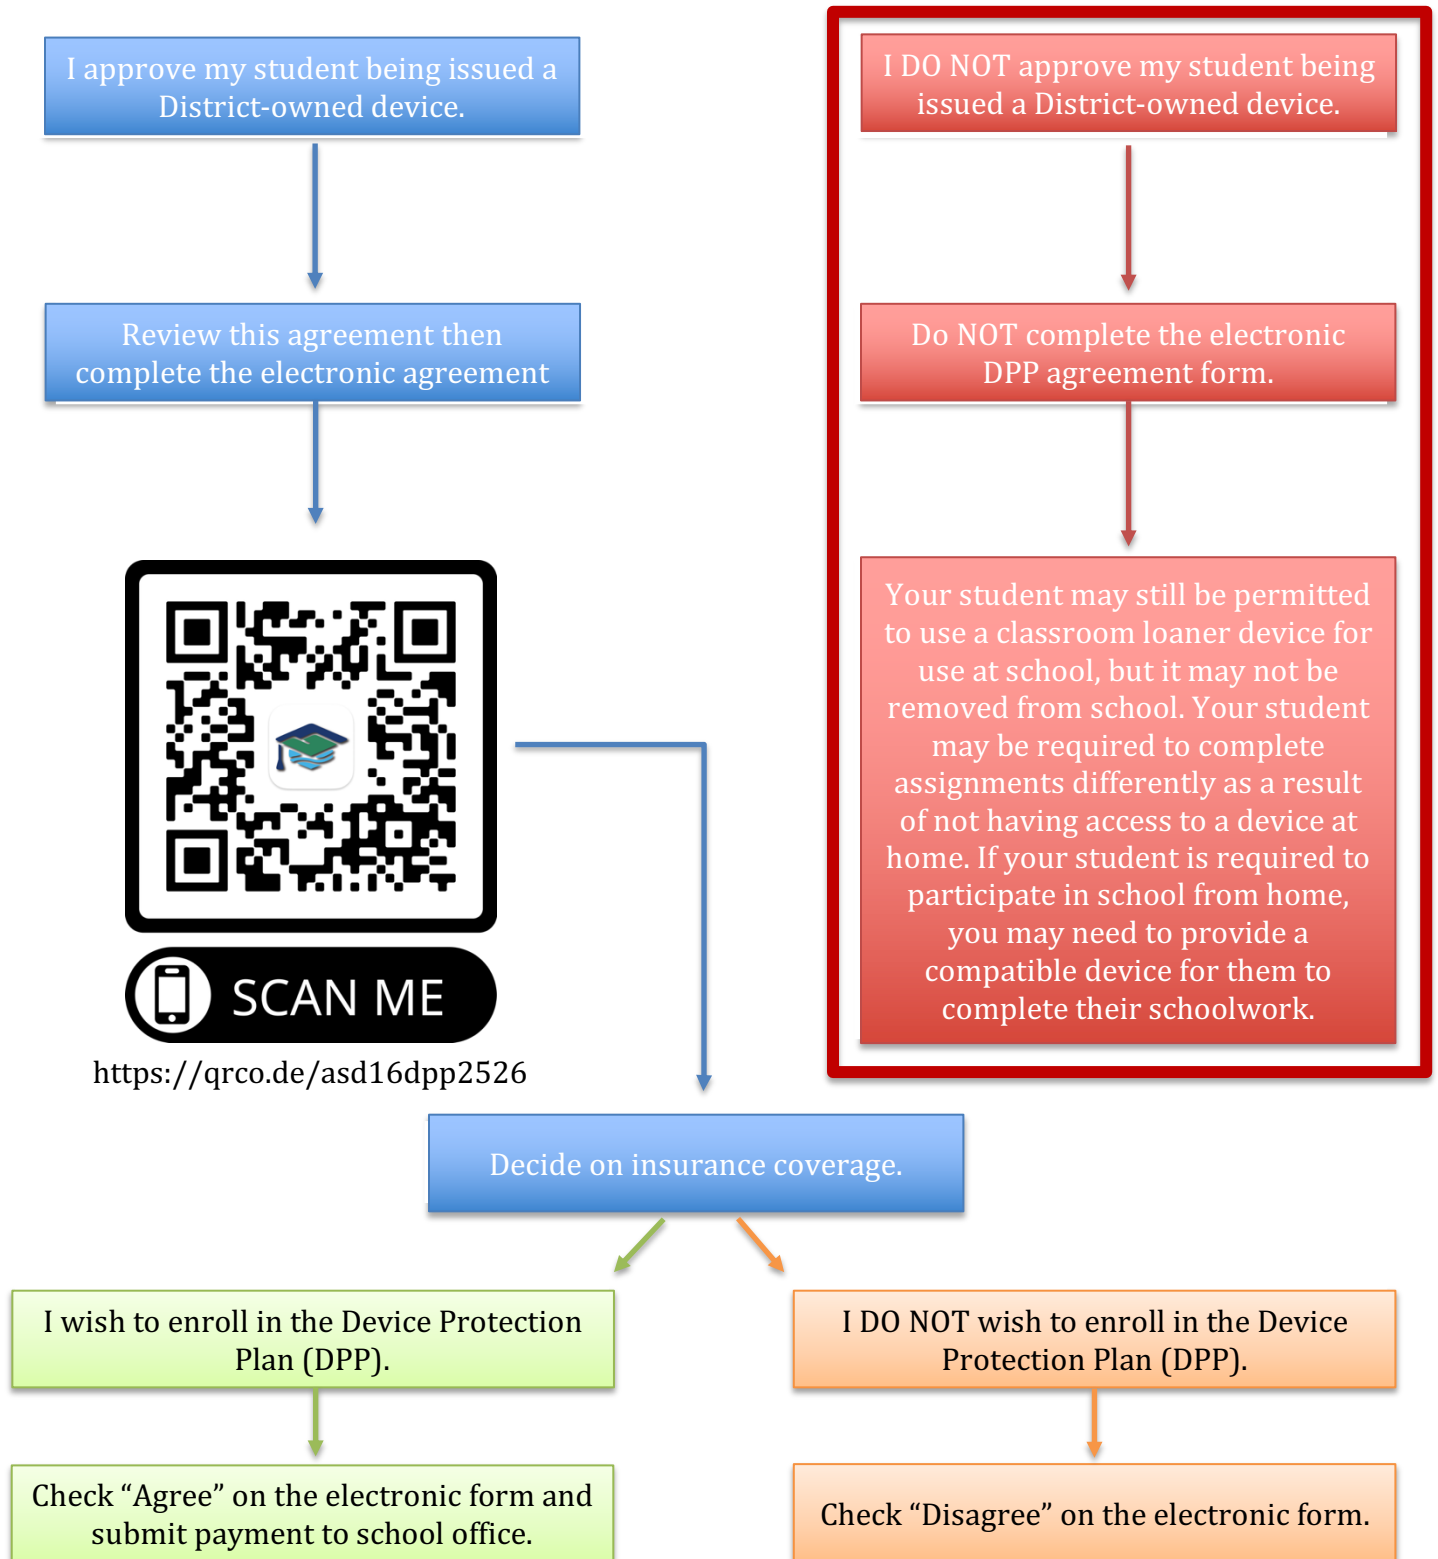 I approve my student being issued a
District-owned device.
Review this agreement then
complete the electronic agreement
SCAN ME
https://qrco.de/asd16dpp2526
I DO NOT approve my student being
issued a District-owned device.
Do NOT complete the electronic
DPP agreement form.
Your student may still be permitted
to use a classroom loaner device for
use at school, but it may not be
removed from school. Your student
may be required to complete
assignments differently as a result
of not having access to a device at
home. If your student is required to
participate in school from home,
you may need to provide a
compatible device for them to
complete their schoolwork.
Decide on insurance coverage.
I wish to enroll in the Device Protection
Plan (DPP).
Check “Agree” on the electronic form and
submit payment to school office.
I DO NOT wish to enroll in the Device
Protection Plan (DPP).
Check “Disagree” on the electronic form.